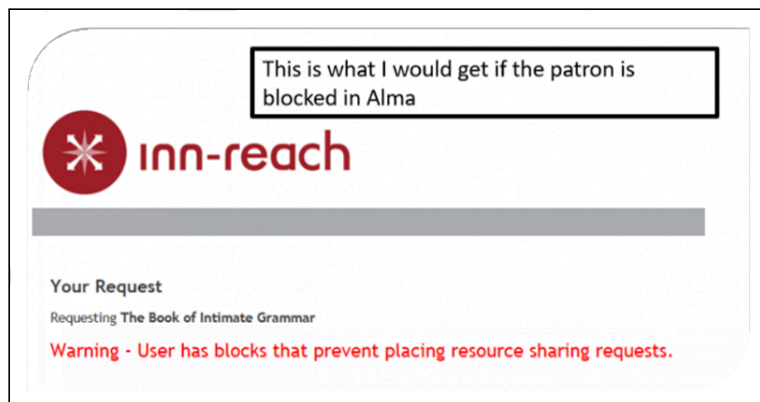 This is what I would get if the patron is
blocked in Alma
ınn-reach
Your Request
Requesting The Book of Intimate Grammar
Warning - User has blocks that prevent placing resource sharing requests.